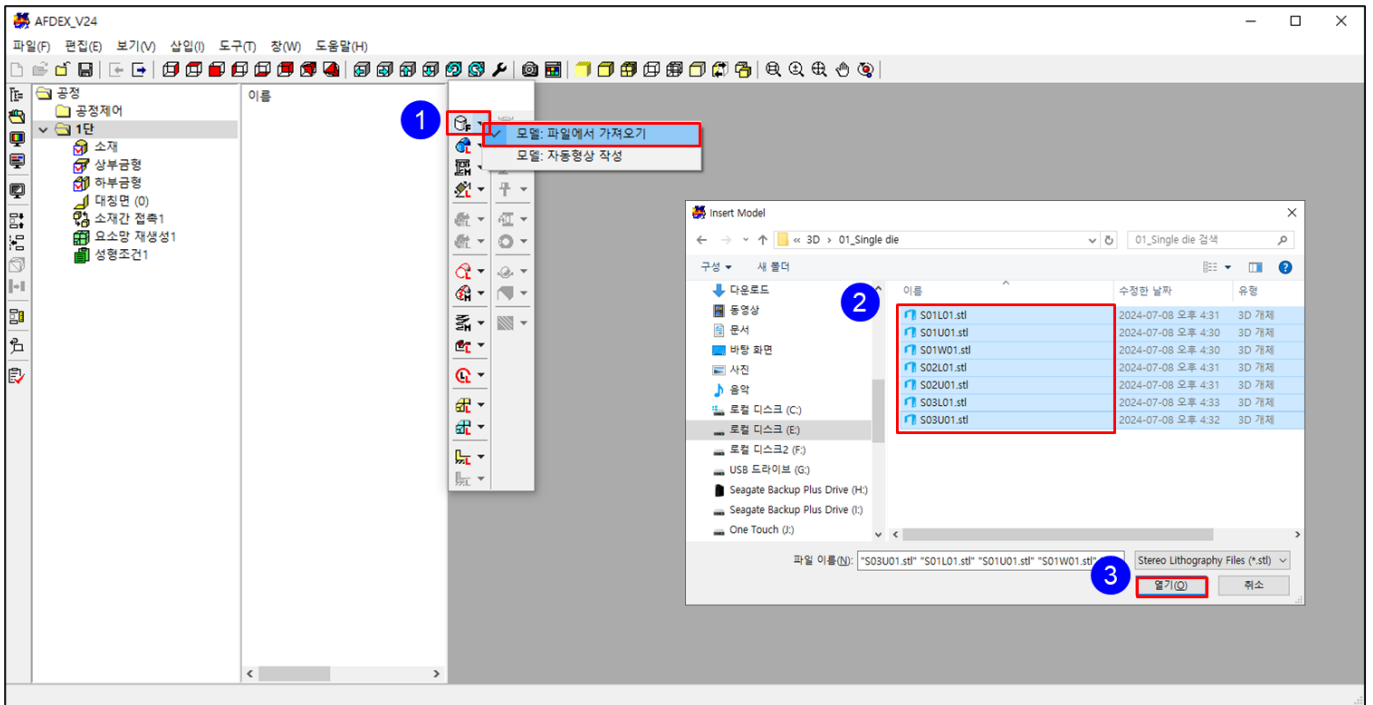 AFDEX_V24
파일(F) 편집(E) 보기(V) 삽입(I) 도구(T) 창(W) 도움말(H)
공정
공정제어
1단
소재
상부금형
하부금형
대칭면 (0)
소재간 접촉1
요소망 재생성1
성형조건1
이름
1
모델: 파일에서 가져오기
모델: 자동형상 작성
Insert Model
« 3D › 01_Single die
01_Single die 검색
구성 새 폴더
다운로드
동영상
문서
바탕 화면
사진
음악
로컬 디스크 (C:)
로컬 디스크 (E:)
로컬 디스크2 (F:)
USB 드라이브 (G:)
Seagate Backup Plus Drive (H:)
Seagate Backup Plus Drive (I:)
One Touch (J:)
2
이름 수정한 날짜 유형
S01L01.stl 2024-07-08 오후 4:31 3D 개체
S01U01.stl 2024-07-08 오후 4:30 3D 개체
S01W01.stl 2024-07-08 오후 4:30 3D 개체
S02L01.stl 2024-07-08 오후 4:31 3D 개체
S02U01.stl 2024-07-08 오후 4:31 3D 개체
S03L01.stl 2024-07-08 오후 4:33 3D 개체
S03U01.stl 2024-07-08 오후 4:32 3D 개체
파일 이름(N): "S03U01.stl" "S01L01.stl" "S01U01.stl" "S01W01.stl" Stereo Lithography Files (*.stl)
3
열기(O) 취소